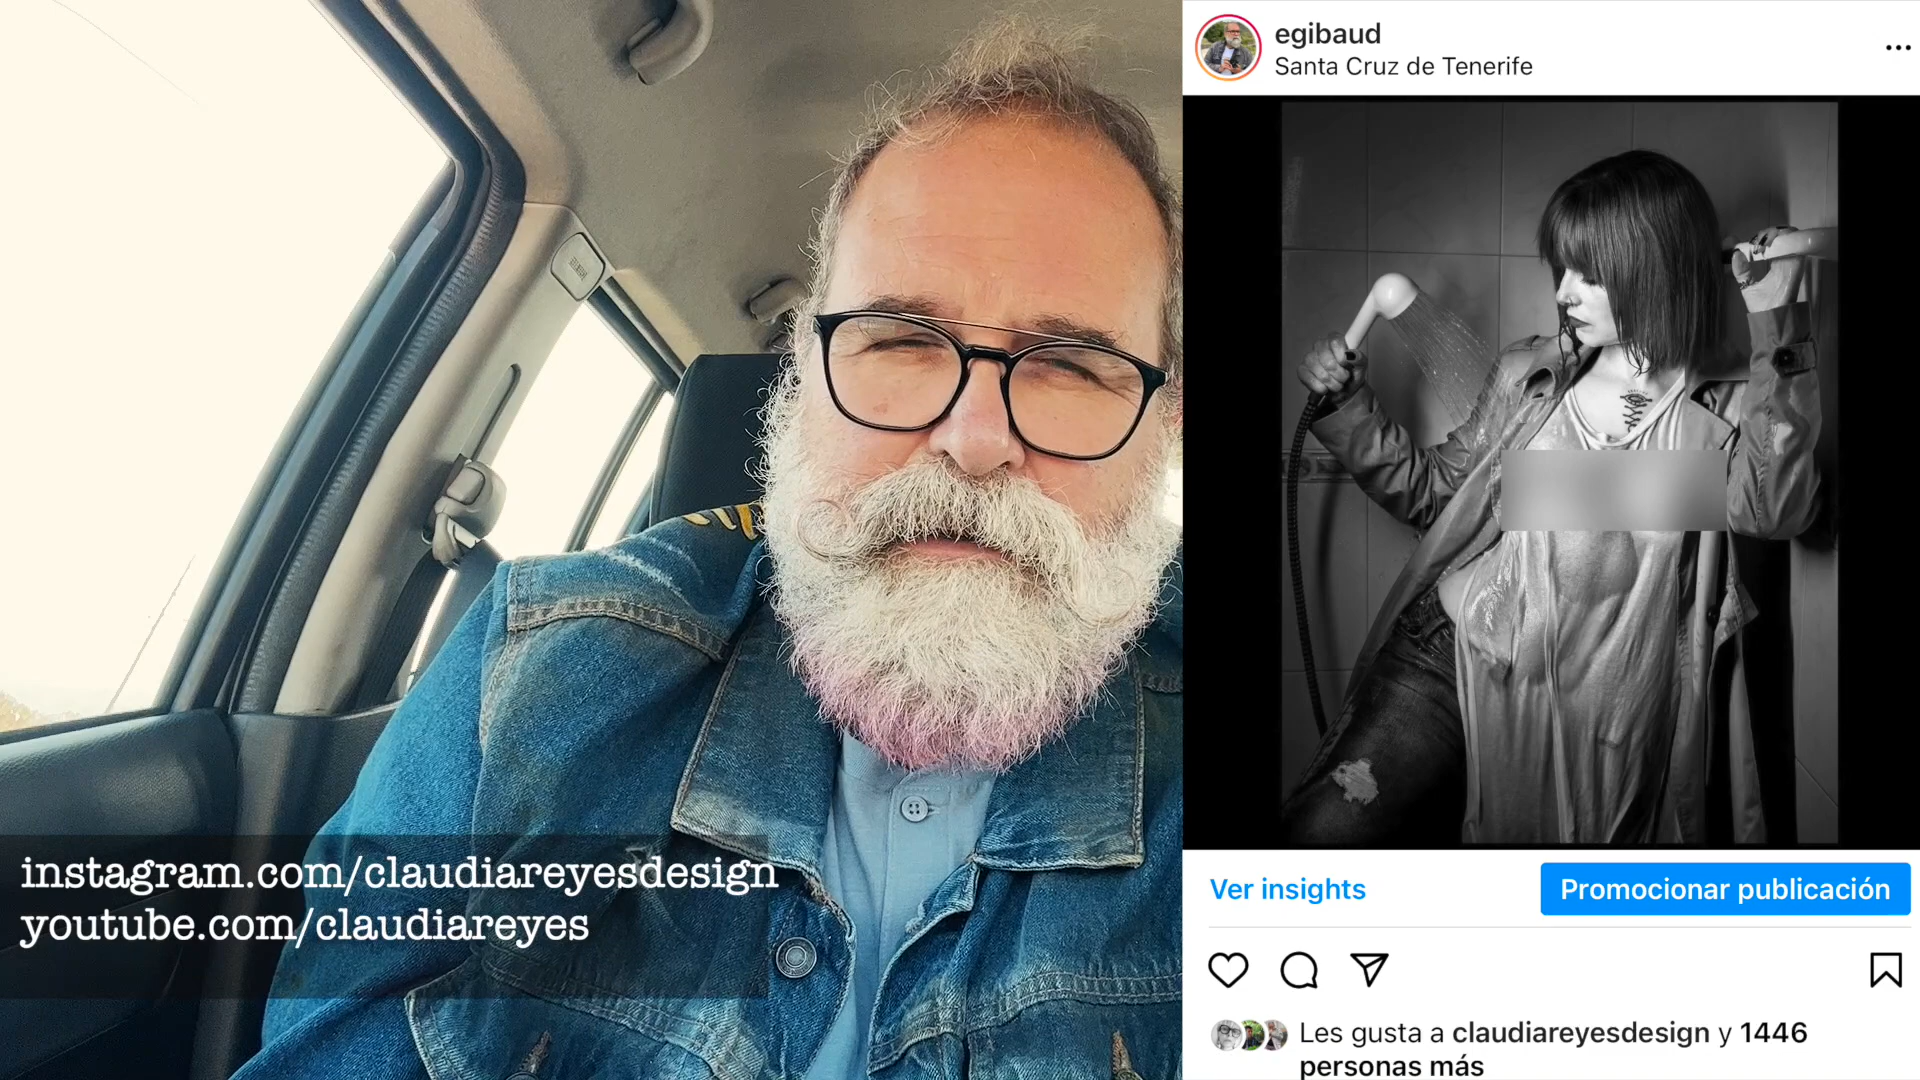 instagram.com/claudiareyesdesign
youtube.com/claudiareyes
egibaud
Santa Cruz de Tenerife
Ver insights
Promocionar publicación
Les gusta a claudiareyesdesign y 1446
personas más